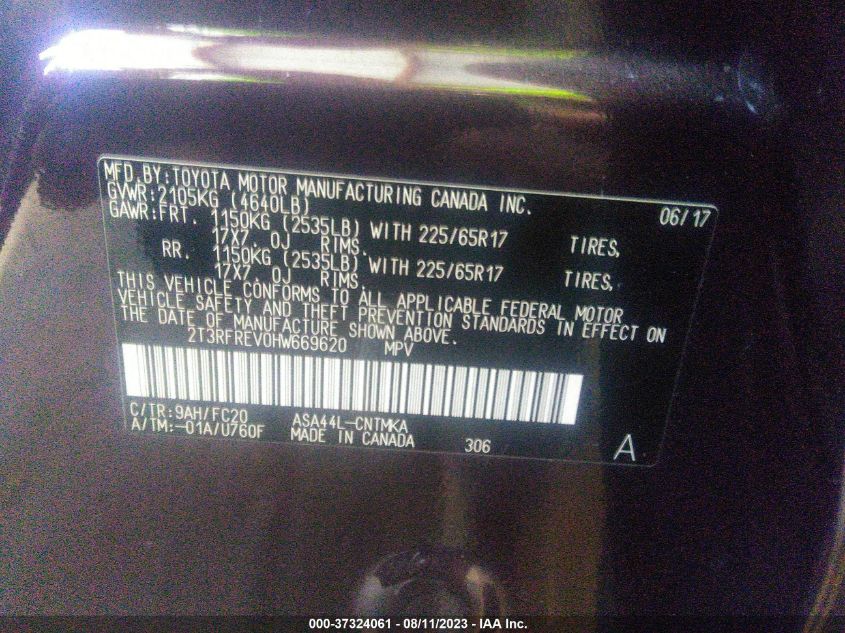 MFD.BY:TOYOTA MOTOR MANUFACTURING CANADA INC. 06/17
GVWR:2105KG (4640LB)
GAWR:FRT. 1150KG (2535LB) WITH 225/65R17 TIRES,
17X7. 0J RIMS.
RR. 1150KG (2535LB) WITH 225/65R17 TIRES,
17X7. 0J RIMS.
THIS VEHICLE CONFORMS TO ALL APPLICABLE FEDERAL MOTOR
VEHICLE SAFETY AND THEFT PREVENTION STANDARDS IN EFFECT ON
THE DATE OF MANUFACTURE SHOWN ABOVE.
2T3RFREV0HW669620 MPV
C/TR:9AH/FC20 ASA44L-CNTMKA
A/TM:-01A/U760F MADE IN CANADA 306 A
000-37324061 - 08/11/2023 - IAA Inc.